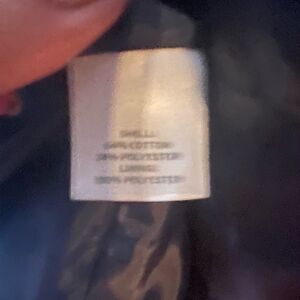 SHELL:
COTTON
POLYESTER
LINING:
100% POLYESTER